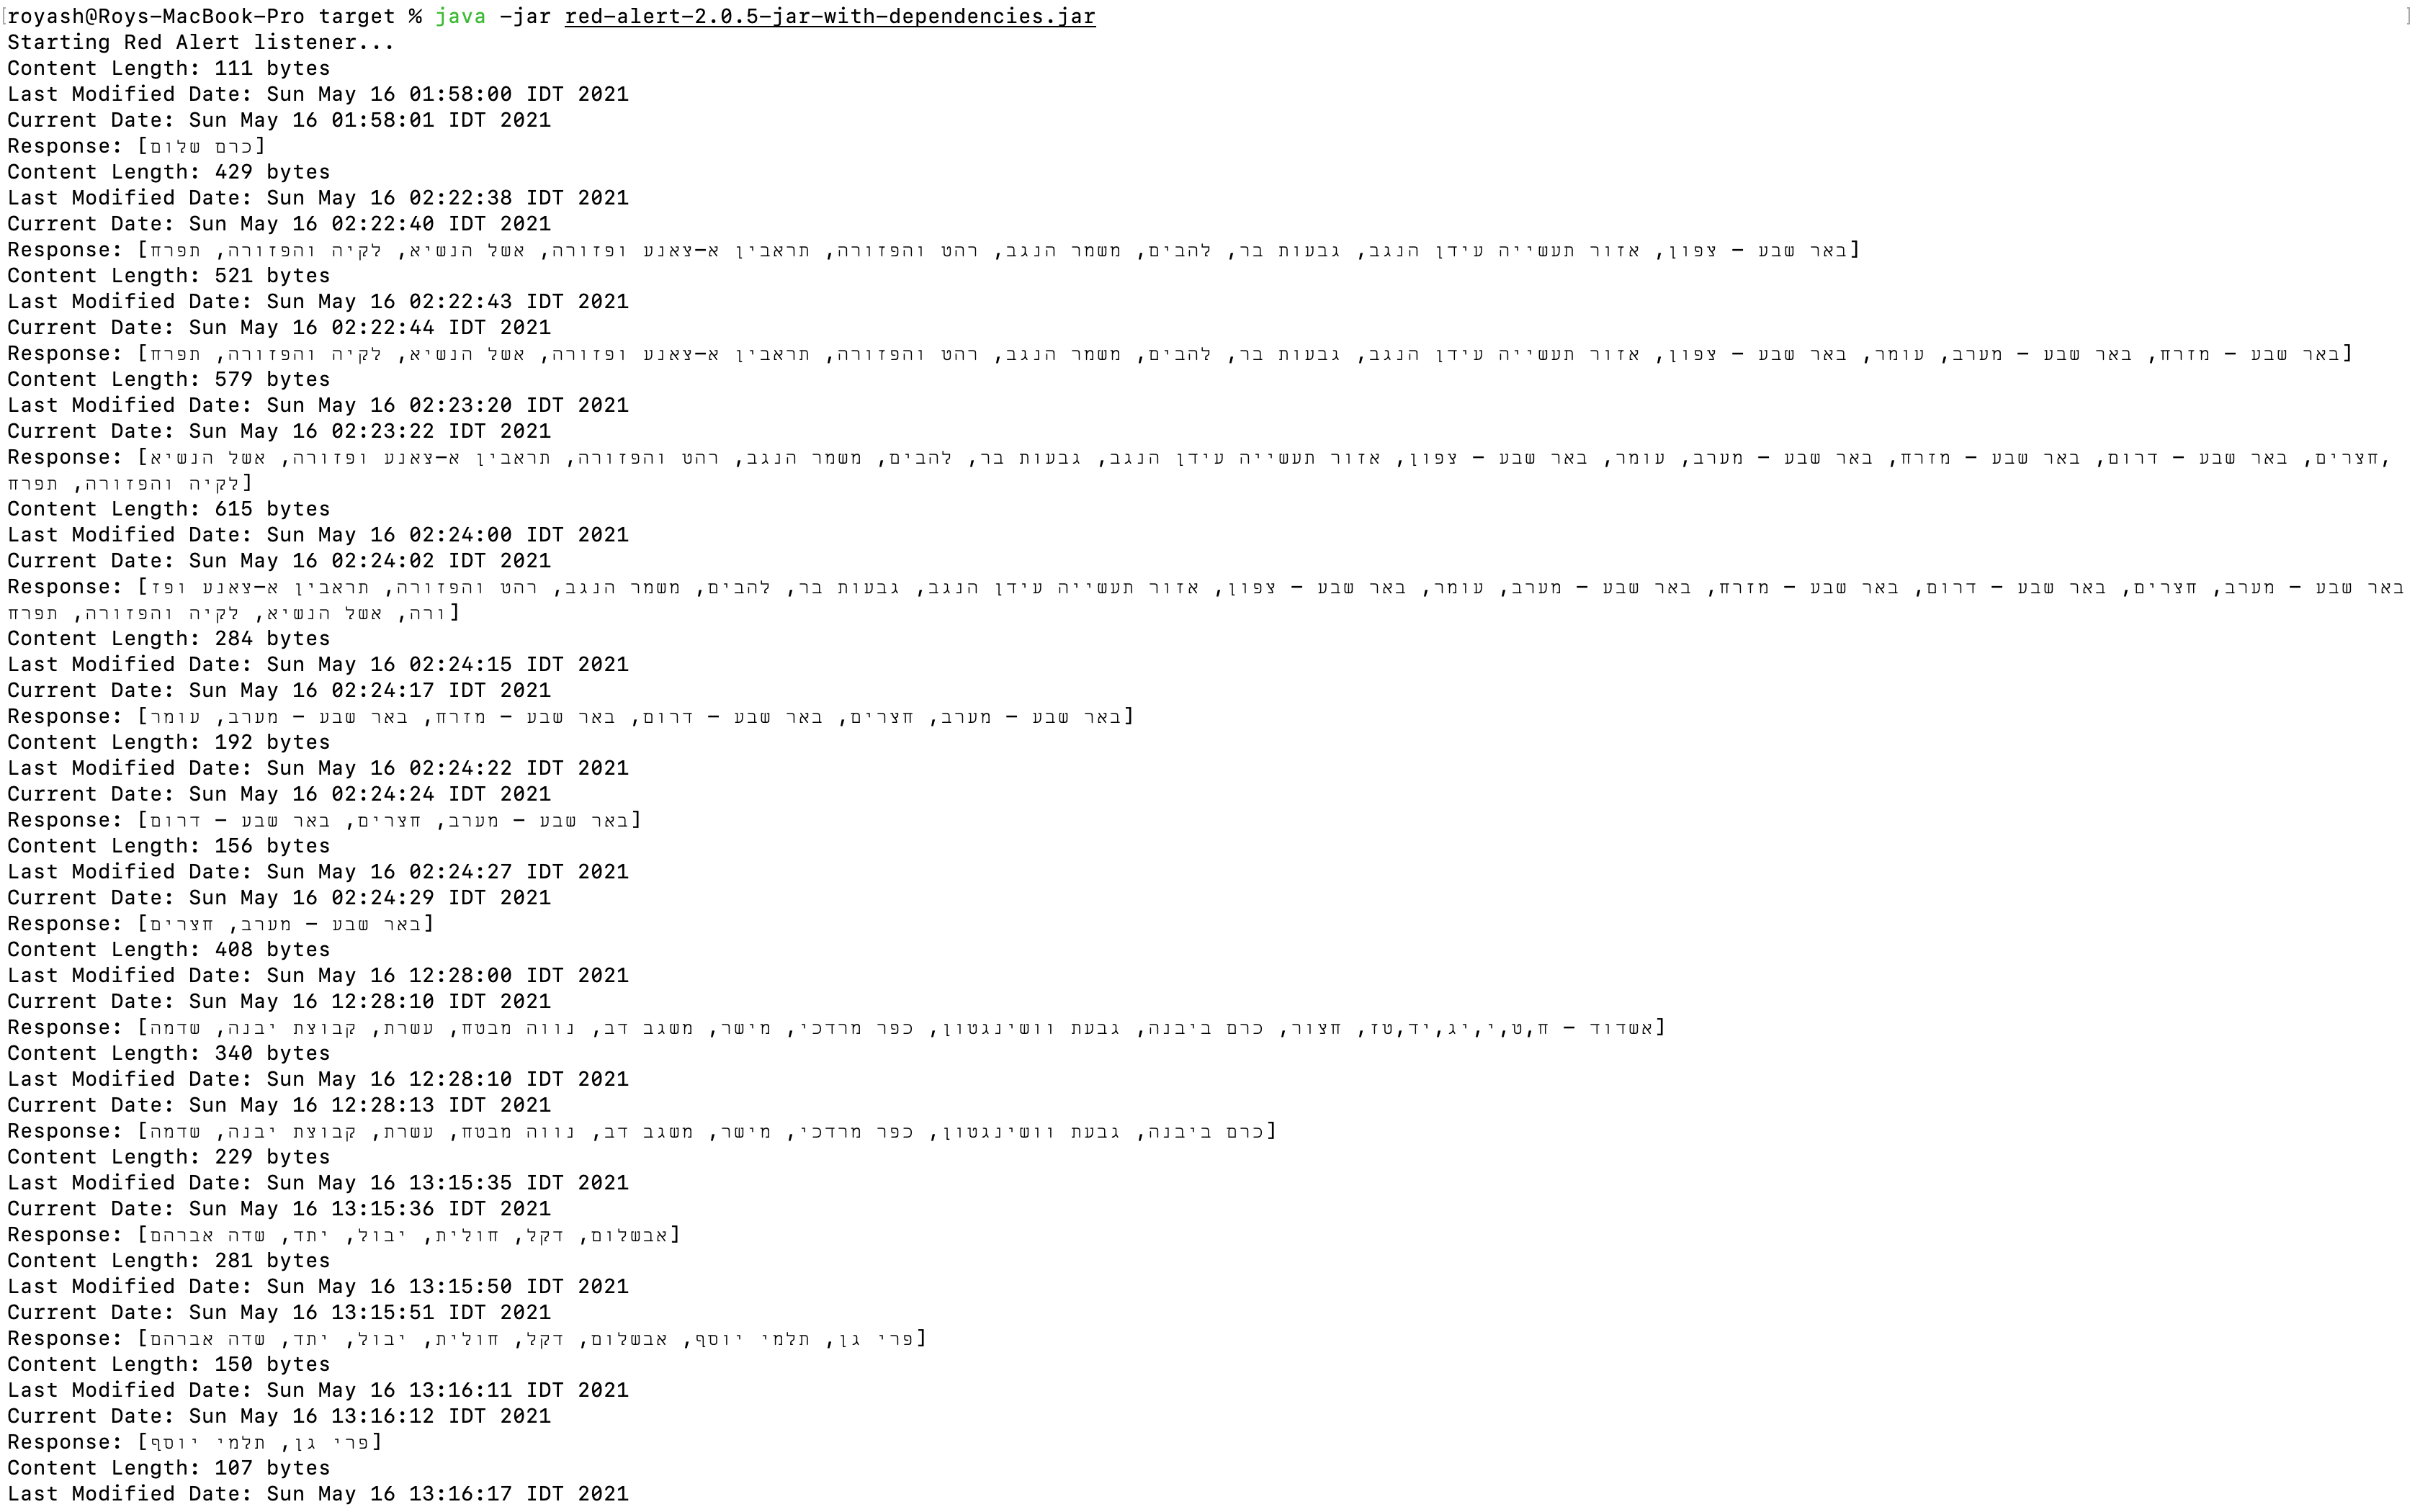 royash@Roys-MacBook-Pro target % java -jar red-alert-2.0.5-jar-with-dependencies.jar
Starting Red Alert listener...
Content Length: 111 bytes
Last Modified Date: Sun May 16 01:58:00 IDT 2021
Current Date: Sun May 16 01:58:01 IDT 2021
Response: [כרם שלום]
Content Length: 429 bytes
Last Modified Date: Sun May 16 02:22:38 IDT 2021
Current Date: Sun May 16 02:22:40 IDT 2021
Response: [באר שבע - צפון, אזור תעשייה עידן הנגב, גבעות בר, להבים, משמר הנגב, רהט והפזורה, תראבין א-צאנע ופזורה, אשל הנשיא, לקיה והפזורה, תפרח]
Content Length: 521 bytes
Last Modified Date: Sun May 16 02:22:43 IDT 2021
Current Date: Sun May 16 02:22:44 IDT 2021
Response: [באר שבע - מזרח, באר שבע - מערב, עומר, באר שבע - צפון, אזור תעשייה עידן הנגב, גבעות בר, להבים, משמר הנגב, רהט והפזורה, תראבין א-צאנע ופזורה, אשל הנשיא, לקיה והפזורה, תפרח]
Content Length: 579 bytes
Last Modified Date: Sun May 16 02:23:20 IDT 2021
Current Date: Sun May 16 02:23:22 IDT 2021
Response: [חצרים, באר שבע - דרום, באר שבע - מזרח, באר שבע - מערב, עומר, באר שבע - צפון, אזור תעשייה עידן הנגב, גבעות בר, להבים, משמר הנגב, רהט והפזורה, תראבין א-צאנע ופזורה, אשל הנשיא,
לקיה והפזורה, תפרח]
Content Length: 615 bytes
Last Modified Date: Sun May 16 02:24:00 IDT 2021
Current Date: Sun May 16 02:24:02 IDT 2021
Response: [באר שבע - מערב, חצרים, באר שבע - דרום, באר שבע - מזרח, באר שבע - מערב, עומר, באר שבע - צפון, אזור תעשייה עידן הנגב, גבעות בר, להבים, משמר הנגב, רהט והפזורה, תראבין א-צאנע ופז
ורה, אשל הנשיא, לקיה והפזורה, תפרח]
Content Length: 284 bytes
Last Modified Date: Sun May 16 02:24:15 IDT 2021
Current Date: Sun May 16 02:24:17 IDT 2021
Response: [באר שבע - מערב, חצרים, באר שבע - דרום, באר שבע - מזרח, באר שבע - מערב, עומר]
Content Length: 192 bytes
Last Modified Date: Sun May 16 02:24:22 IDT 2021
Current Date: Sun May 16 02:24:24 IDT 2021
Response: [באר שבע - מערב, חצרים, באר שבע - דרום]
Content Length: 156 bytes
Last Modified Date: Sun May 16 02:24:27 IDT 2021
Current Date: Sun May 16 02:24:29 IDT 2021
Response: [באר שבע - מערב, חצרים]
Content Length: 408 bytes
Last Modified Date: Sun May 16 12:28:00 IDT 2021
Current Date: Sun May 16 12:28:10 IDT 2021
Response: [אשדוד - ח,ט,י,יג,יד,טז, חצור, כרם ביבנה, גבעת וושינגטון, כפר מרדכי, מישר, משגב דב, נווה מבטח, עשרת, קבוצת יבנה, שדמה]
Content Length: 340 bytes
Last Modified Date: Sun May 16 12:28:10 IDT 2021
Current Date: Sun May 16 12:28:13 IDT 2021
Response: [כרם ביבנה, גבעת וושינגטון, כפר מרדכי, מישר, משגב דב, נווה מבטח, עשרת, קבוצת יבנה, שדמה]
Content Length: 229 bytes
Last Modified Date: Sun May 16 13:15:35 IDT 2021
Current Date: Sun May 16 13:15:36 IDT 2021
Response: [אבשלום, דקל, חולית, יבול, יתד, שדה אברהם]
Content Length: 281 bytes
Last Modified Date: Sun May 16 13:15:50 IDT 2021
Current Date: Sun May 16 13:15:51 IDT 2021
Response: [פרי גן, תלמי יוסף, אבשלום, דקל, חולית, יבול, יתד, שדה אברהם]
Content Length: 150 bytes
Last Modified Date: Sun May 16 13:16:11 IDT 2021
Current Date: Sun May 16 13:16:12 IDT 2021
Response: [פרי גן, תלמי יוסף]
Content Length: 107 bytes
Last Modified Date: Sun May 16 13:16:17 IDT 2021